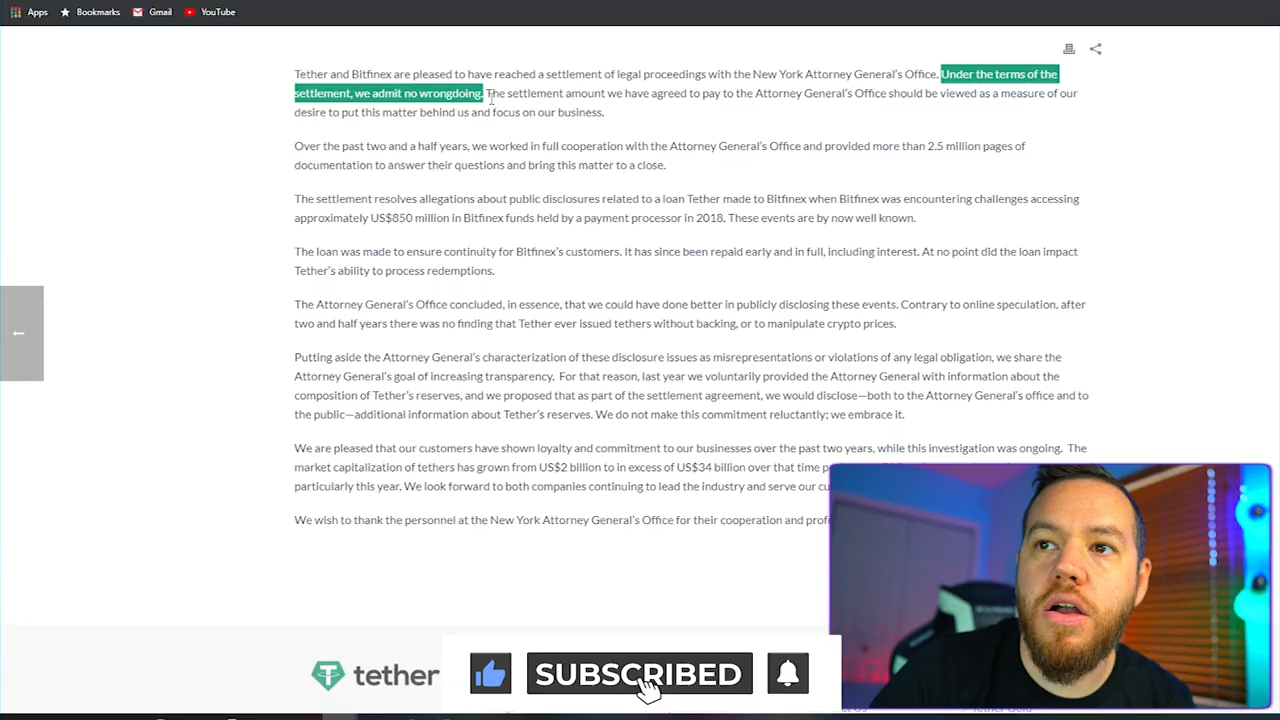 Apps Bookmarks Gmail YouTube
Tether and Bitfinex are pleased to have reached a settlement of legal proceedings with the New York Attorney General's Office. Under the terms of the
settlement, we admit no wrongdoing. The settlement amount we have agreed to pay to the Attorney General's Office should be viewed as a measure of our
desire to put this matter behind us and focus on our business.
Over the past two and a half years, we worked in full cooperation with the Attorney General's Office and provided more than 2.5 million pages of
documentation to answer their questions and bring this matter to a close.
The settlement resolves allegations about public disclosures related to a loan Tether made to Bitfinex when Bitfinex was encountering challenges accessing
approximately US$850 million in Bitfinex funds held by a payment processor in 2018. These events are by now well known.
The loan was made to ensure continuity for Bitfinex's customers. It has since been repaid early and in full, including interest. At no point did the loan impact
Tether's ability to process redemptions.
The Attorney General's Office concluded, in essence, that we could have done better in publicly disclosing these events. Contrary to online speculation, after
two and half years there was no finding that Tether ever issued tethers without backing, or to manipulate crypto prices.
Putting aside the Attorney General's characterization of these disclosure issues as misrepresentations or violations of any legal obligation, we share the
Attorney General's goal of increasing transparency. For that reason, last year we voluntarily provided the Attorney General with information about the
composition of Tether's reserves, and we proposed that as part of the settlement agreement, we would disclose—both to the Attorney General's office and to
the public—additional information about Tether's reserves. We do not make this commitment reluctantly; we embrace it.
We are pleased that our customers have shown loyalty and commitment to our businesses over the past two years, while this investigation was ongoing. The
market capitalization of tethers has grown from US$2 billion to in excess of US$34 billion over that time
particularly this year. We look forward to both companies continuing to lead the industry and serve our
We wish to thank the personnel at the New York Attorney General's Office for their cooperation and
tether
SUBSCRIBED